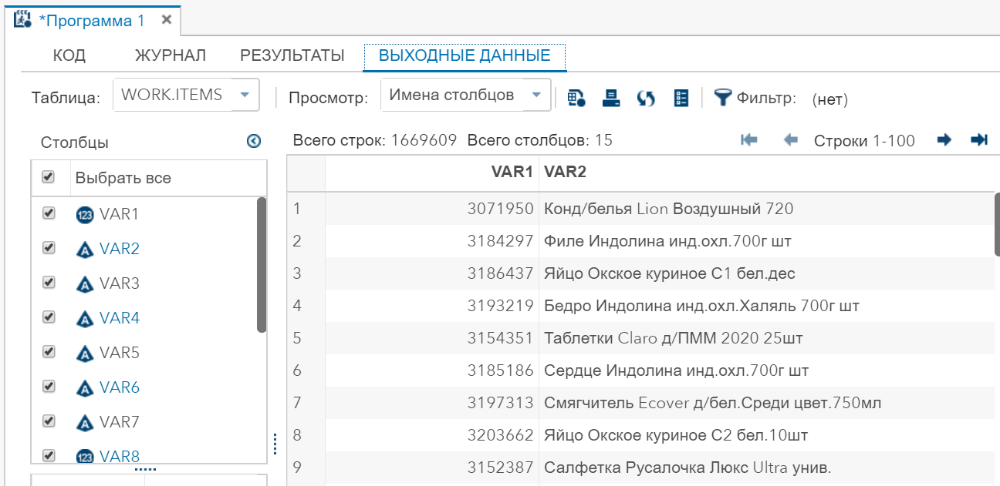 *Программа 1
КОД ЖУРНАЛ РЕЗУЛЬТАТЫ ВЫХОДНЫЕ ДАННЫЕ
Таблица: WORK.ITEMS Просмотр: Имена столбцов Фильтр: (нет)
Столбцы
Всего строк: 1669609 Всего столбцов: 15 Строки 1-100
Выбрать все
123 VAR1
A VAR2
A VAR3
A VAR4
A VAR5
A VAR6
A VAR7
123 VAR8
VAR1 VAR2
1 3071950 Конд/белья Lion Воздушный 720
2 3184297 Филе Индолина инд.охл.700г шт
3 3186437 Яйцо Окское куриное С1 бел.дес
4 3193219 Бедро Индолина инд.охл.Халяль 700г шт
5 3154351 Таблетки Claro д/ПММ 2020 25шт
6 3185186 Сердце Индолина инд.охл.700г шт
7 3197313 Смягчитель Ecover д/бел.Среди цвет.750мл
8 3203662 Яйцо Окское куриное С2 бел.10шт
9 3152387 Салфетка Русалочка Люкс Ultra унив.